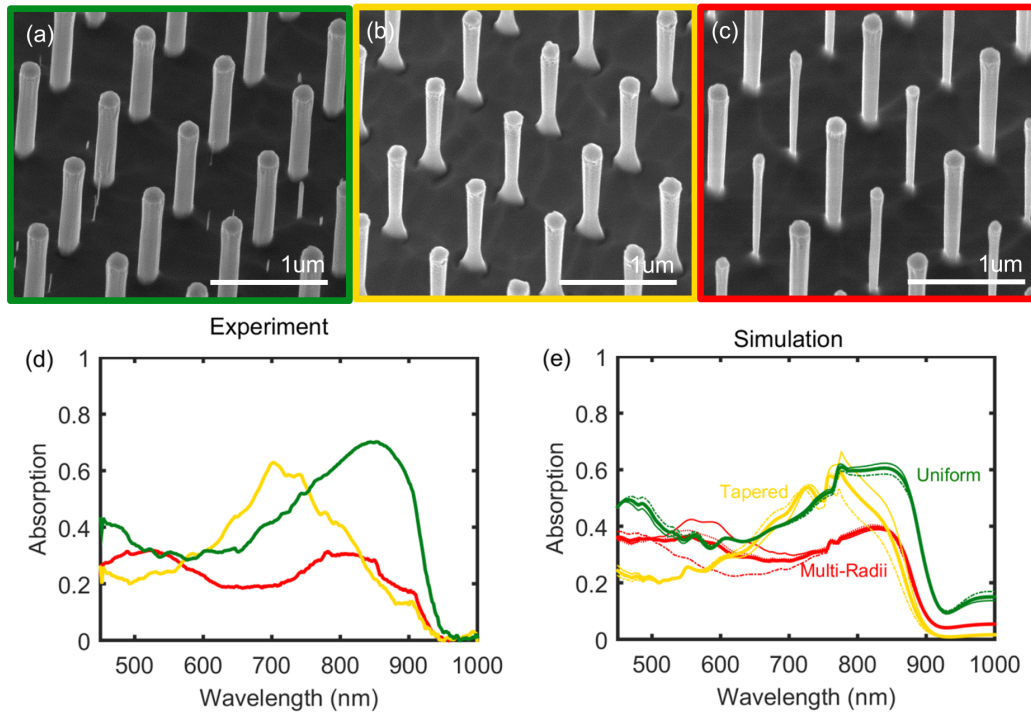 (a)
(b)
(c)
1um
1um
1um
Experiment
Simulation
(d)
(e)
1
0.8
0.6
0.4
0.2
0
Absorption
500
600
700
800
900
1000
Wavelength (nm)
1
0.8
0.6
0.4
0.2
0
Absorption
Tapered
Uniform
Multi-Radii
500
600
700
800
900
1000
Wavelength (nm)